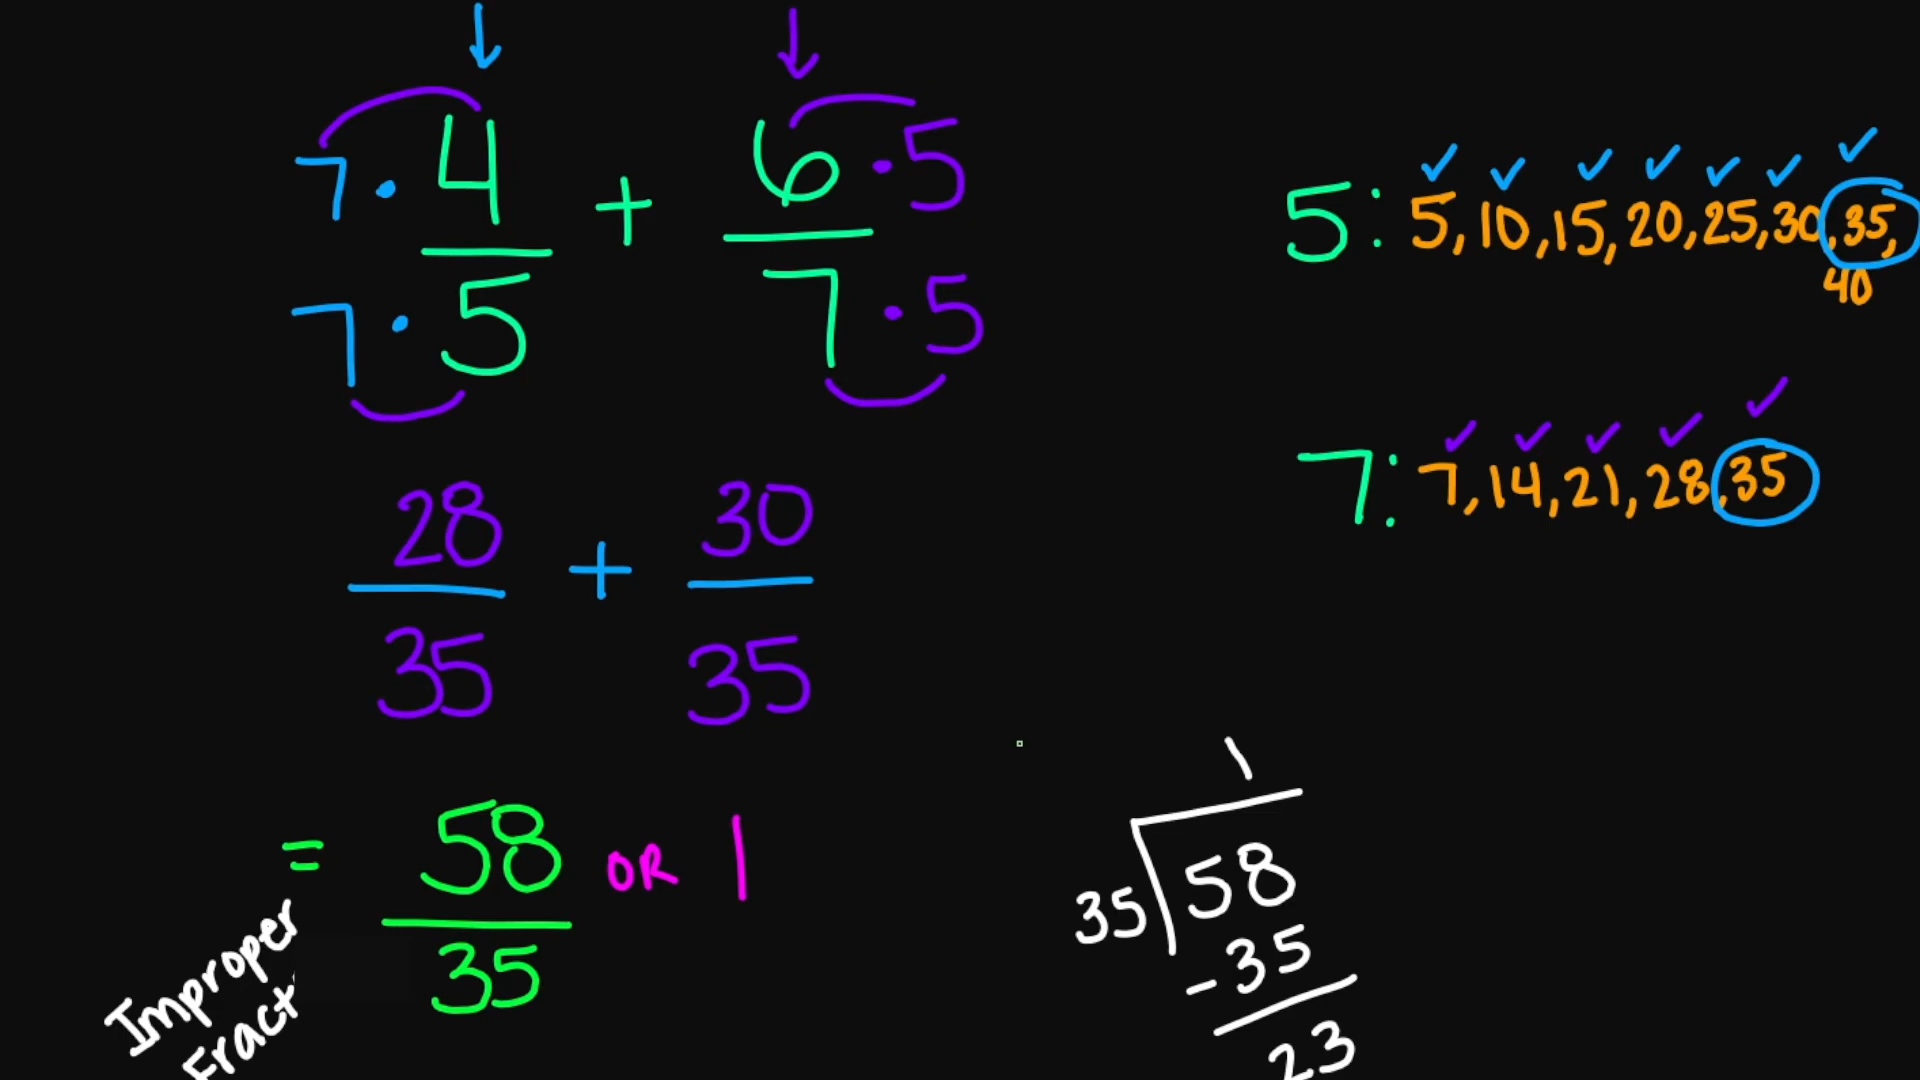 7 · 4 + 6 · 5
7 · 5 7 · 5
28 + 30
35 35
= 58 OR 1
35
Improper
Fract
5: 5, 10, 15, 20, 25, 30, 35,
40
7: 7, 14, 21, 28, 35
1
35 58
-35
23